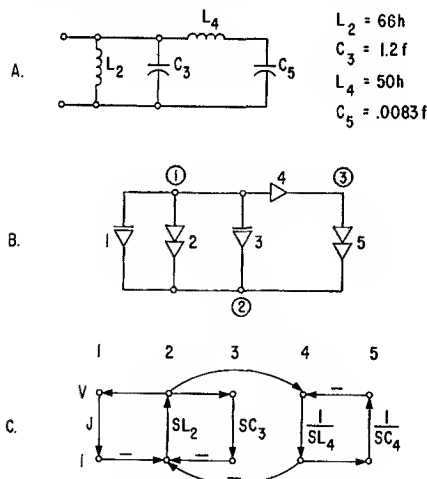 A.
L₂
C₃
L₄
C₅
L₂ = 66h
C₃ = 1.2f
L₄ = 50h
C₅ = .0083f
B.
① 4 ③
1 2 3 5
②
C.
1 2 3 4 5
V
J SL₂ SC₃ 1/SL₄ 1/SC₄
I